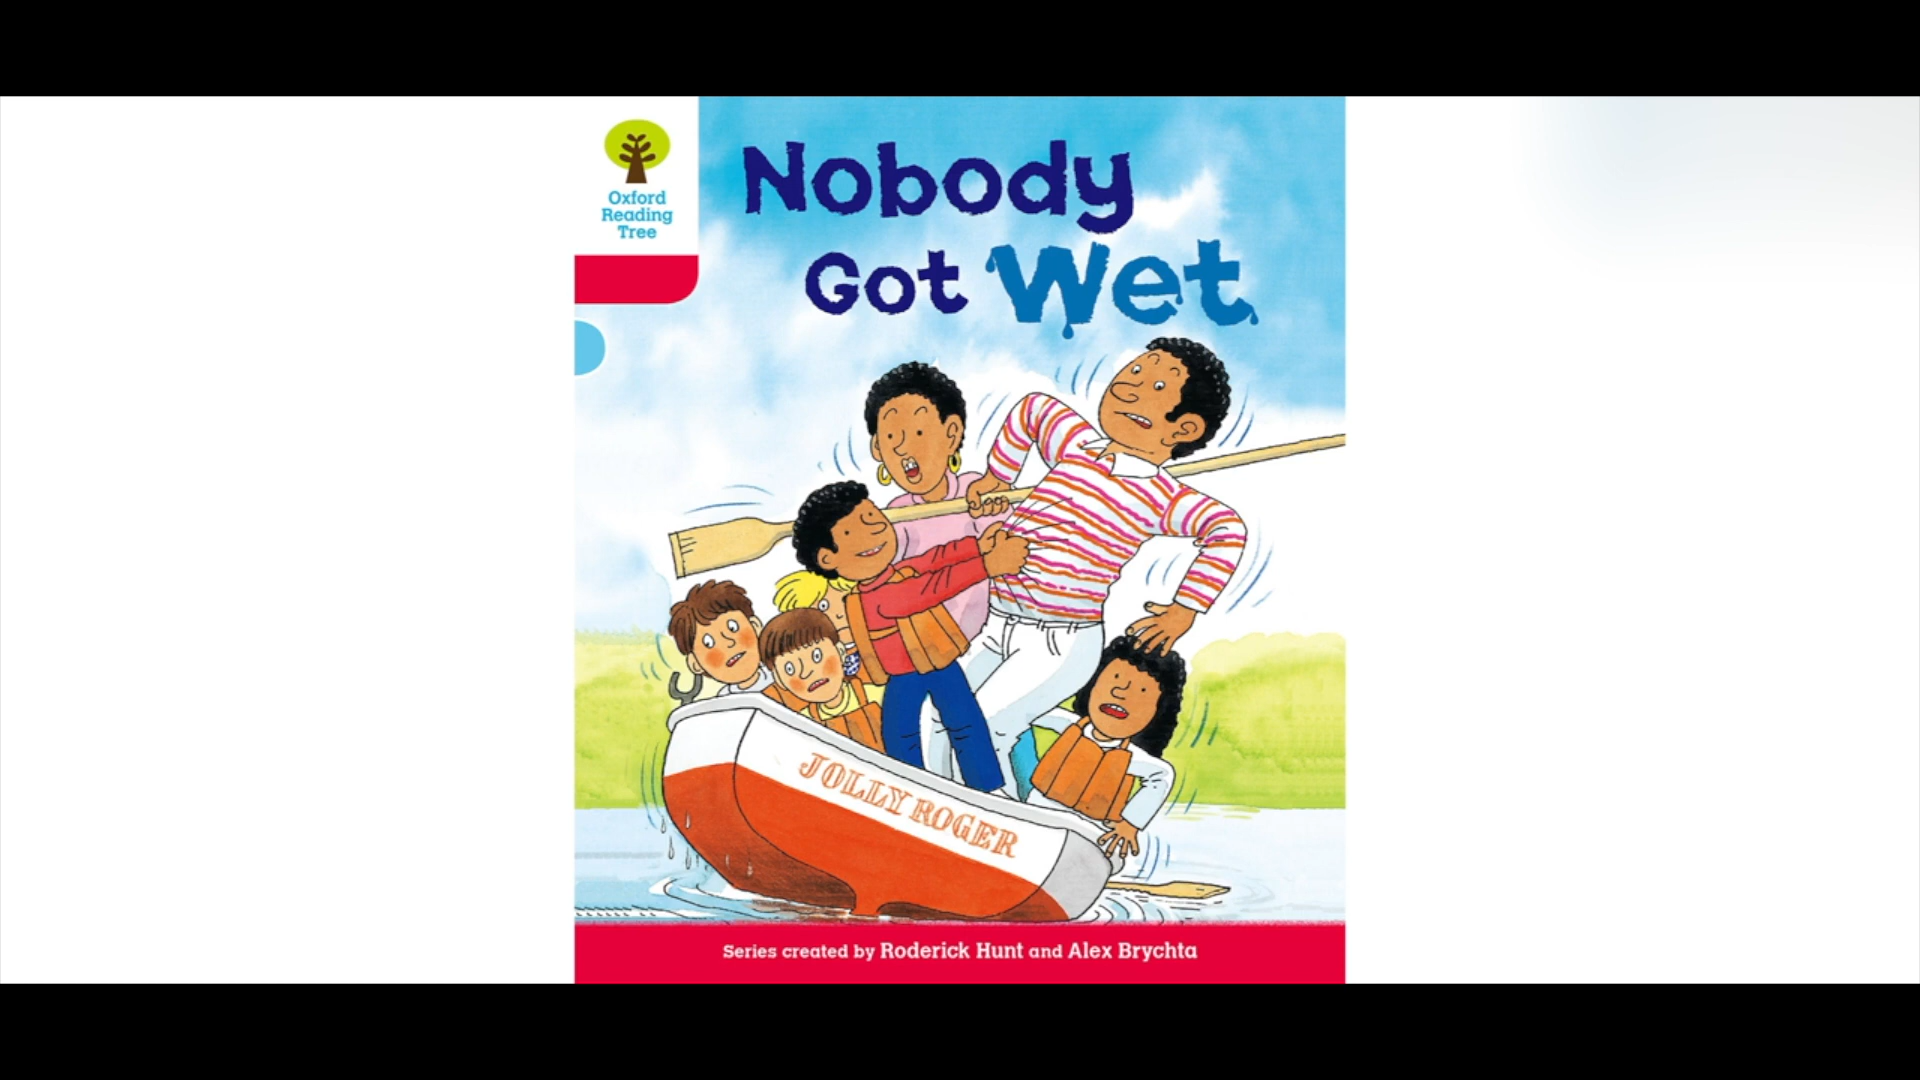 Oxford
Reading
Tree
Nobody
Got Wet
JOLLY ROGER
Series created by Roderick Hunt and Alex Brychta